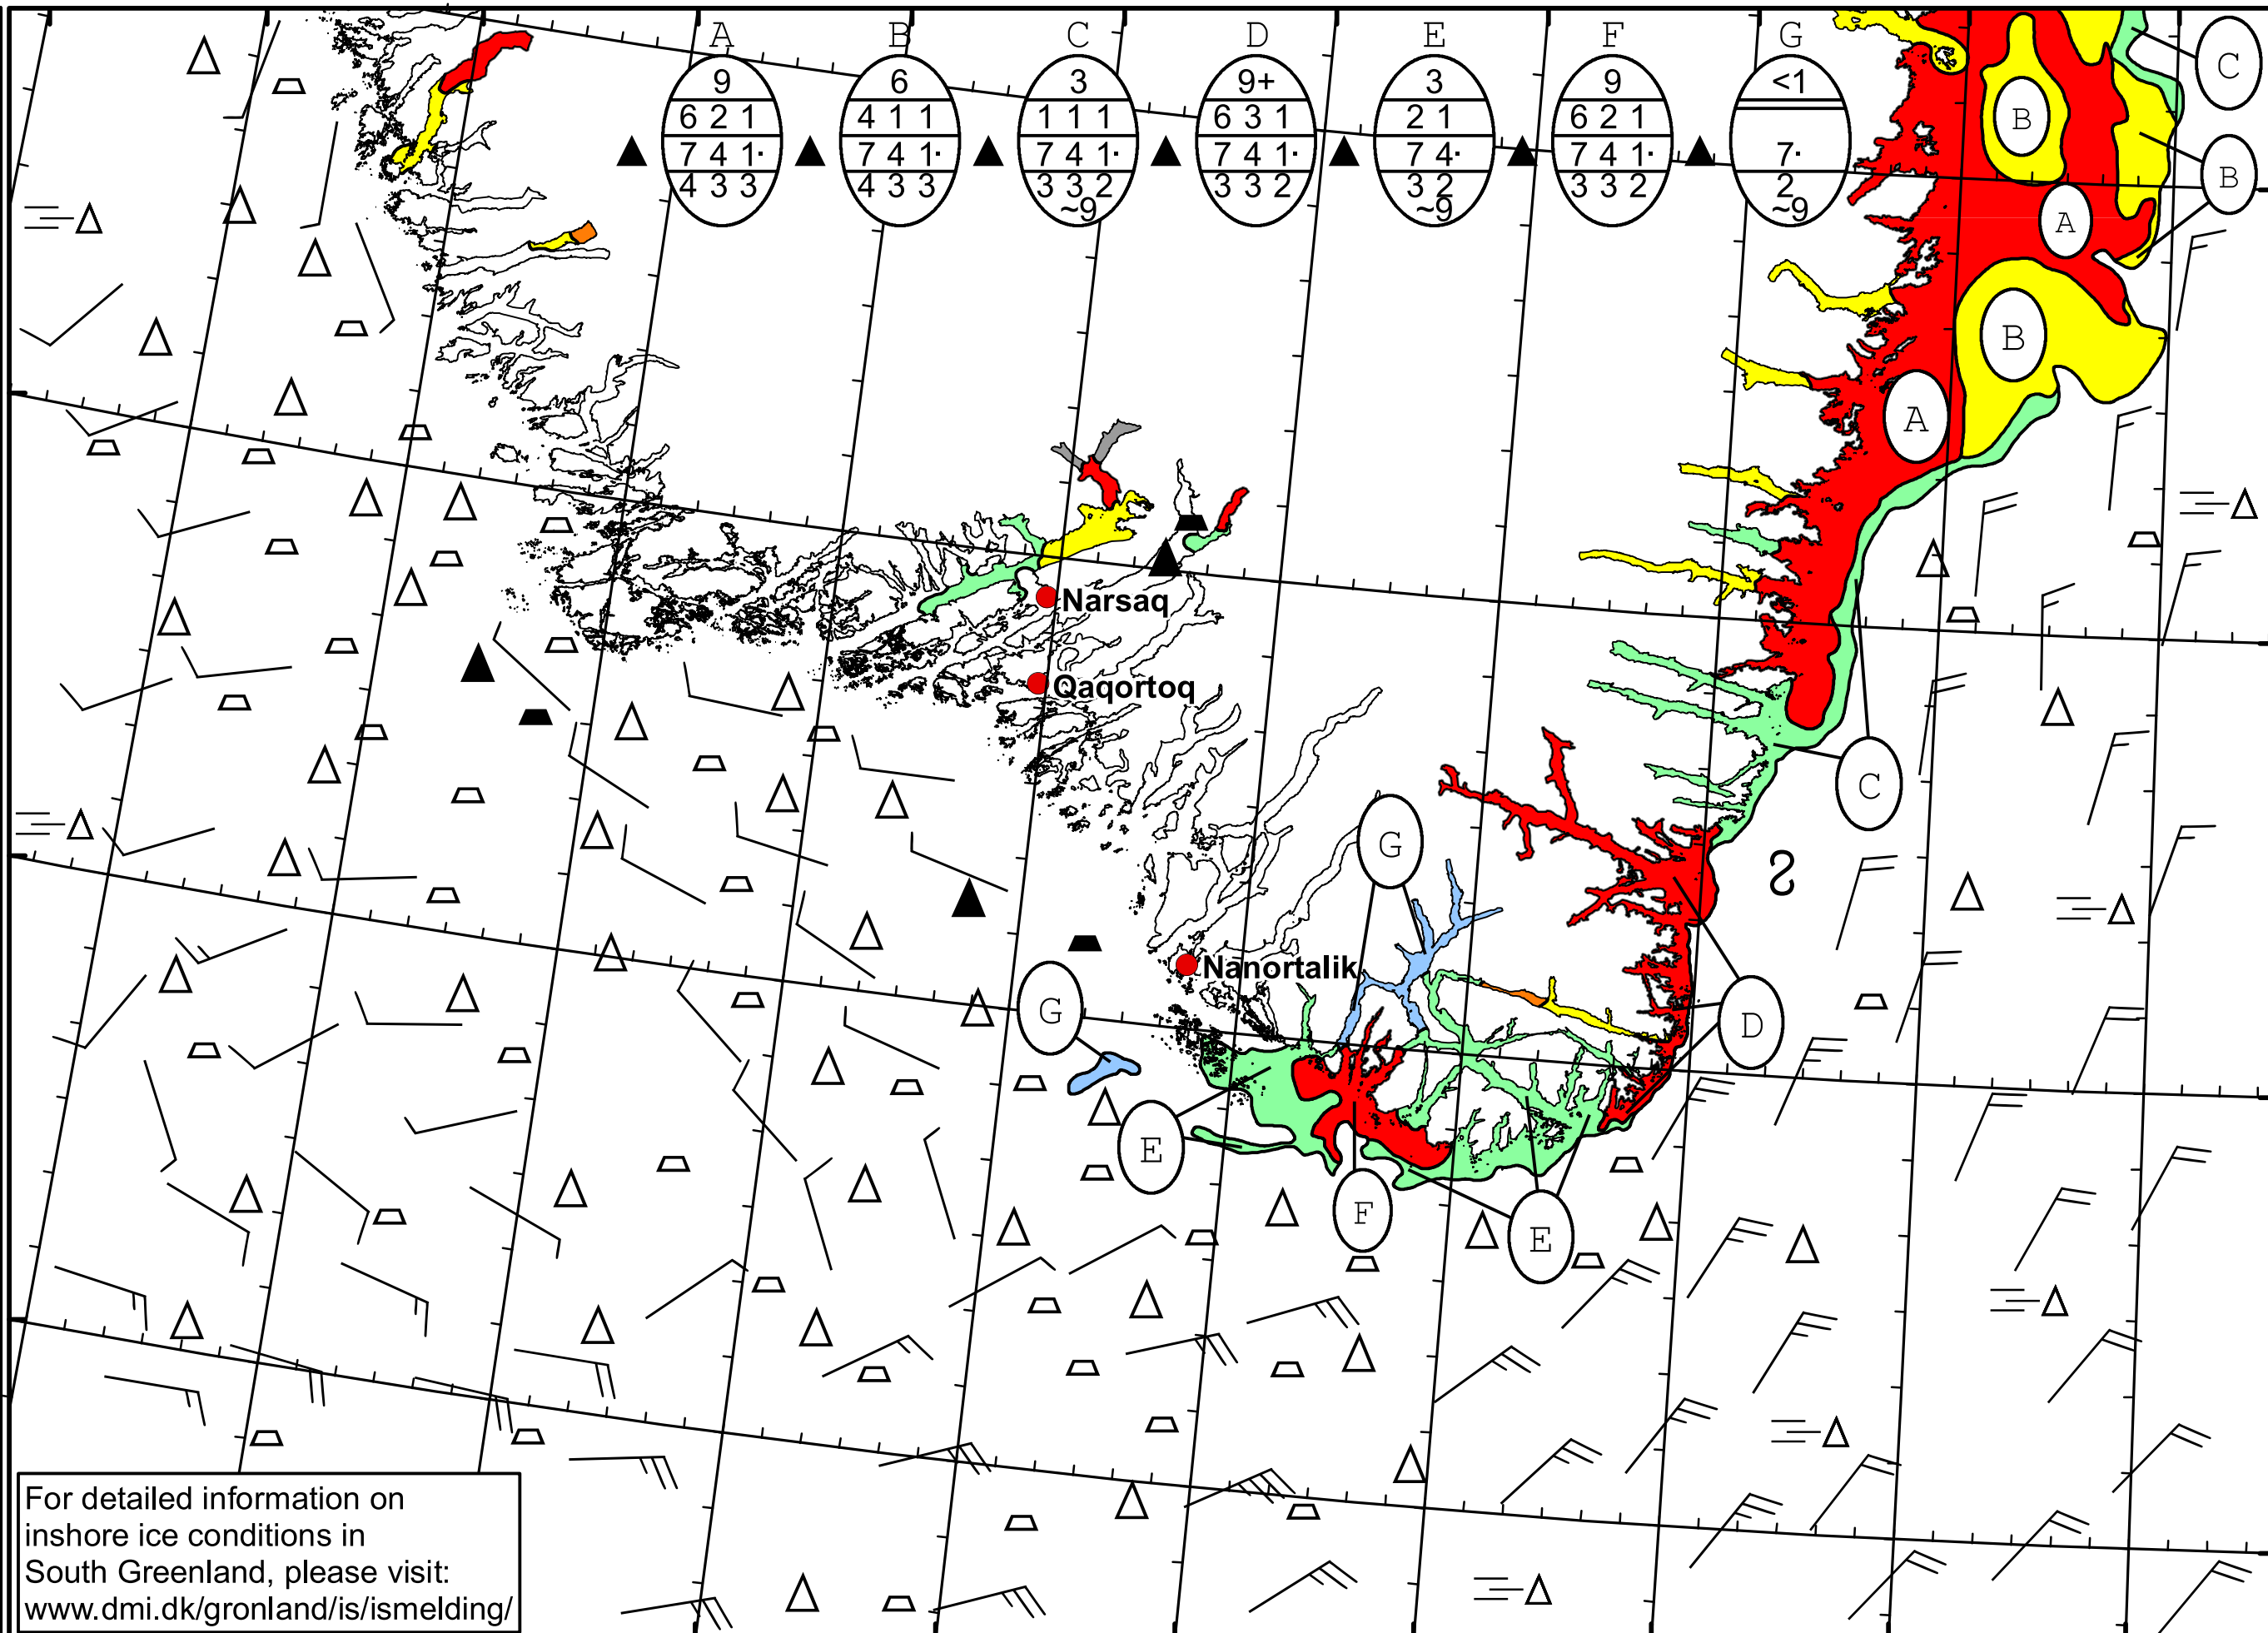 A B C D E F G
9 6 3 9+ 3 9 <1
6 2 1 4 1 1 1 1 1 6 3 1 2 1 6 2 1
7 4 1· 7 4 1· 7 4 1· 7 4 1· 7 4· 7 4 1· 7·
4 3 3 4 3 3 3 3 2 3 3 2 3 2 3 3 2 2
~9 ~9 ~9
C
B
B
A
B
A
Narsaq
Qaqortoq
C
G
Nanortalik
G
D
E
F
E
For detailed information on
inshore ice conditions in
South Greenland, please visit:
www.dmi.dk/gronland/is/ismelding/